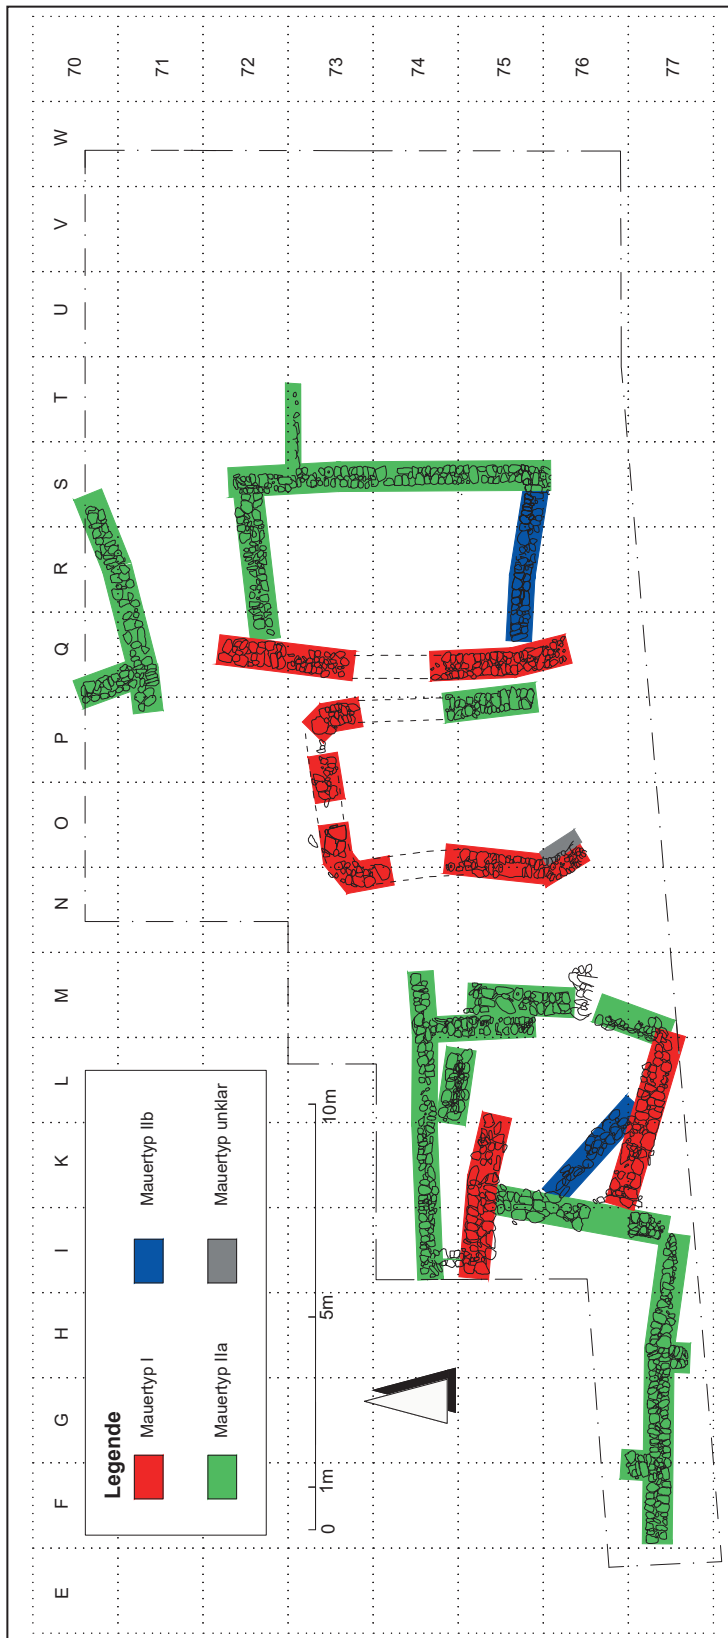 E F G H I K L M N O P Q R S T U V W 70
Legende
Mauertyp I Mauertyp IIb
Mauertyp IIa Mauertyp unklar
0 1m 5m 10m
71
72
73
74
75
76
77